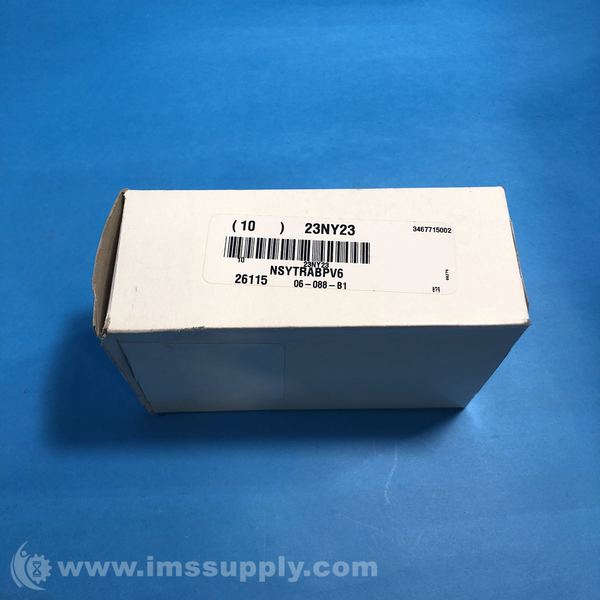 (10 ) 23NY23 3467715002
10 23NY23
NSYTRABPV6
26115 06-088-B1
www.imssupply.com